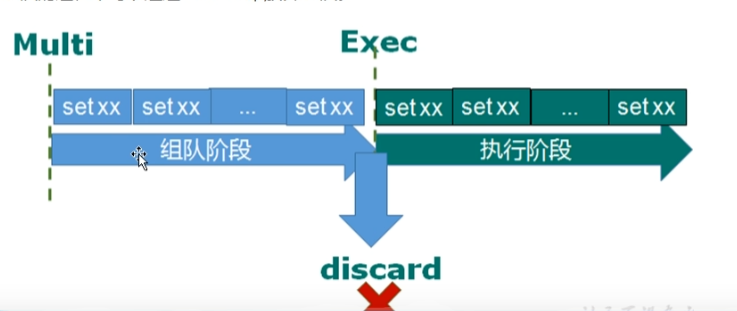 Multi
Exec
set xx set xx ... set xx set xx set xx ... set xx
组队阶段 执行阶段
discard